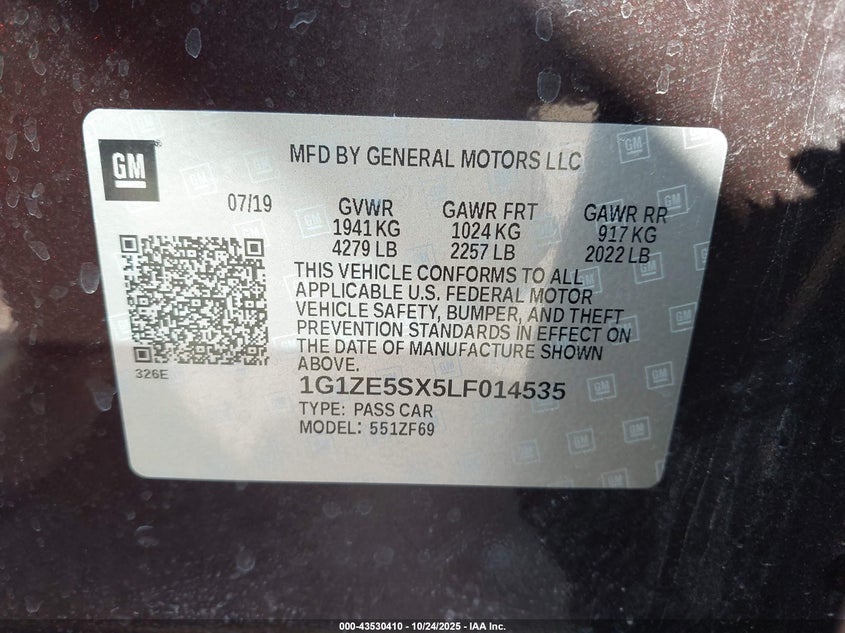 GM
MFD BY GENERAL MOTORS LLC
07/19
GVWR
1941 KG
4279 LB
GAWR FRT
1024 KG
2257 LB
GAWR RR
917 KG
2022 LB
THIS VEHICLE CONFORMS TO ALL
APPLICABLE U.S. FEDERAL MOTOR
VEHICLE SAFETY, BUMPER, AND THEFT
PREVENTION STANDARDS IN EFFECT ON
THE DATE OF MANUFACTURE SHOWN
ABOVE.
326E
1G1ZE5SX5LF014535
TYPE: PASS CAR
MODEL: 551ZF69
000-43530410 - 10/24/2025 - IAA Inc.